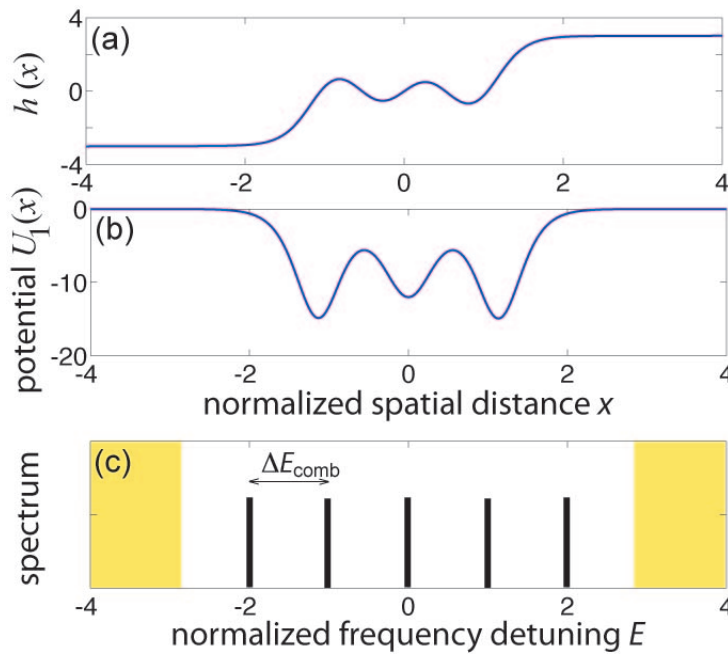 4
(a)
h (x)
0
-4
-4 -2 0 2 4
0
(b)
potential U1(x)
-10
-20
-4 -2 0 2 4
normalized spatial distance x
(c)
ΔEcomb
spectrum
-4 -2 0 2 4
normalized frequency detuning E